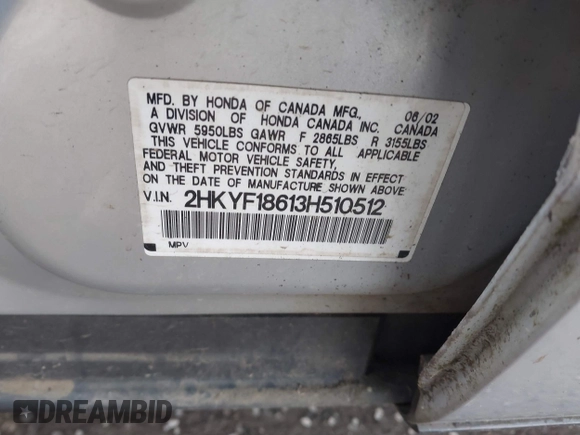 MFD. BY HONDA OF CANADA MFG., 06/02
A DIVISION OF HONDA CANADA INC. CANADA
GVWR 5950LBS GAWR F 2865LBS R 3155LBS
THIS VEHICLE CONFORMS TO ALL APPLICABLE
FEDERAL MOTOR VEHICLE SAFETY,
AND THEFT PREVENTION STANDARDS IN EFFECT
ON THE DATE OF MANUFACTURE SHOWN ABOVE.
V.I.N. 2HKYF18613H510512
MPV
DREAMBID